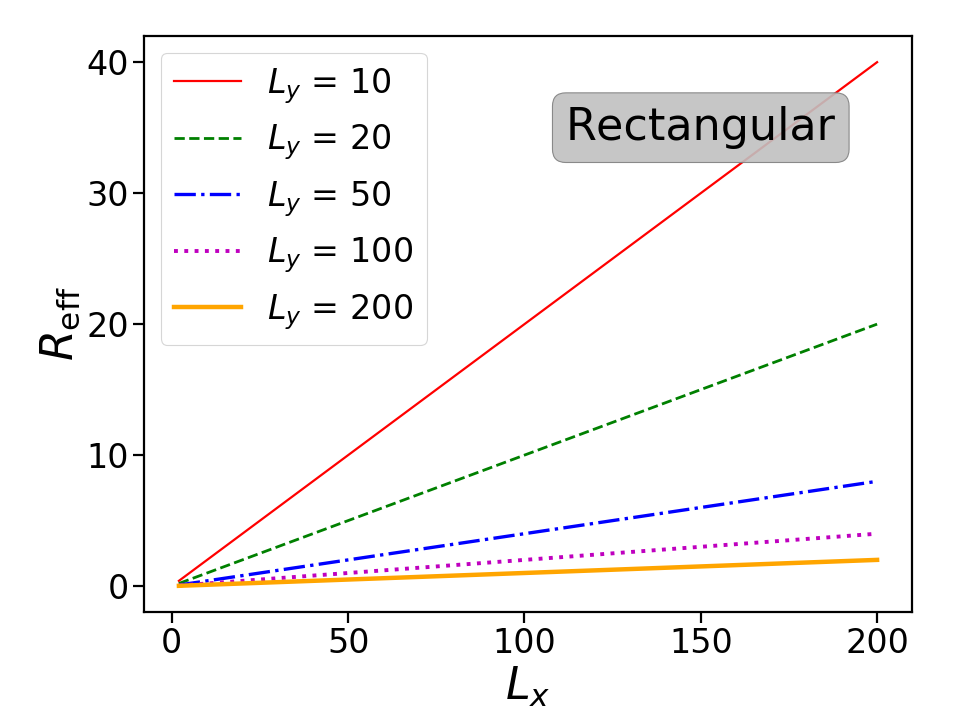 Rectangular
L_y = 10
L_y = 20
L_y = 50
L_y = 100
L_y = 200
R_eff
40
30
20
10
0
0 50 100 150 200
L_x